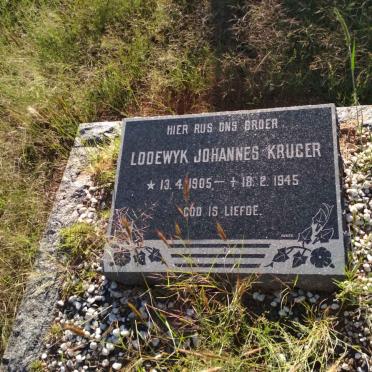 HIER RUS ONS BROER
LODEWYK JOHANNES KRUGER
* 13.4.1905 — † 18.2.1945
GOD IS LIEFDE.